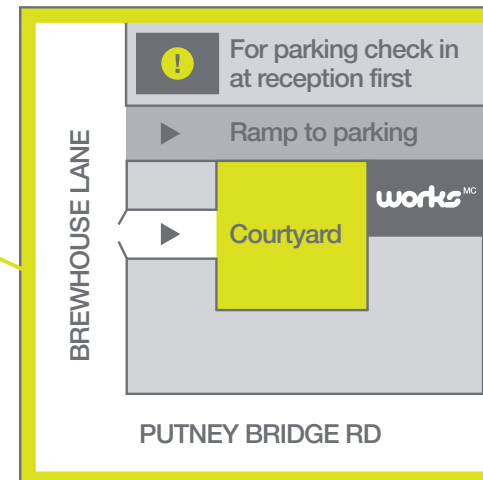 !
For parking check in
at reception first
Ramp to parking
works MC
Courtyard
BREWHOUSE LANE
PUTNEY BRIDGE RD